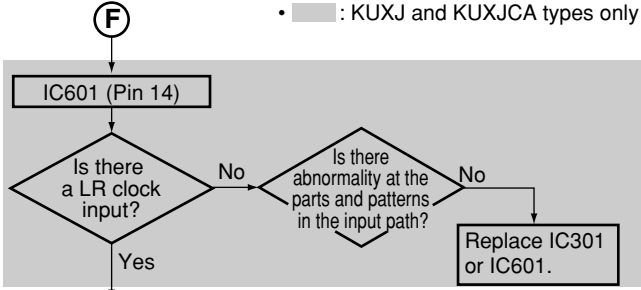 F
• : KUXJ and KUXJCA types only
IC601 (Pin 14)
Is there
a LR clock
input?
No
Is there
abnormality at the
parts and patterns
in the input path?
No
Replace IC301
or IC601.
Yes